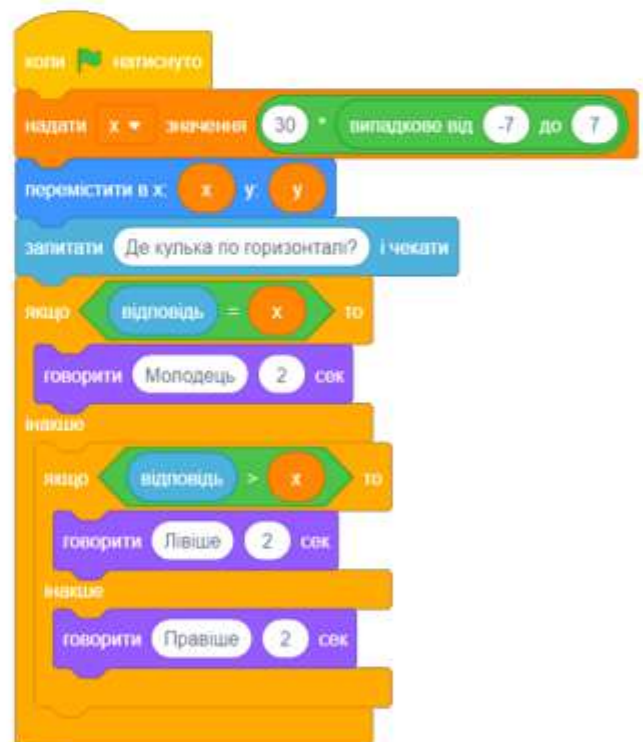 коли натиснуто
надати x значення 30 * випадкове від -7 до 7
перемістити в x: x y: y
запитати Де кулька по горизонталі? і чекати
якщо відповідь = x то
говорити Молодець 2 сек
інакше
якщо відповідь > x то
говорити Лівіше 2 сек
інакше
говорити Правіше 2 сек